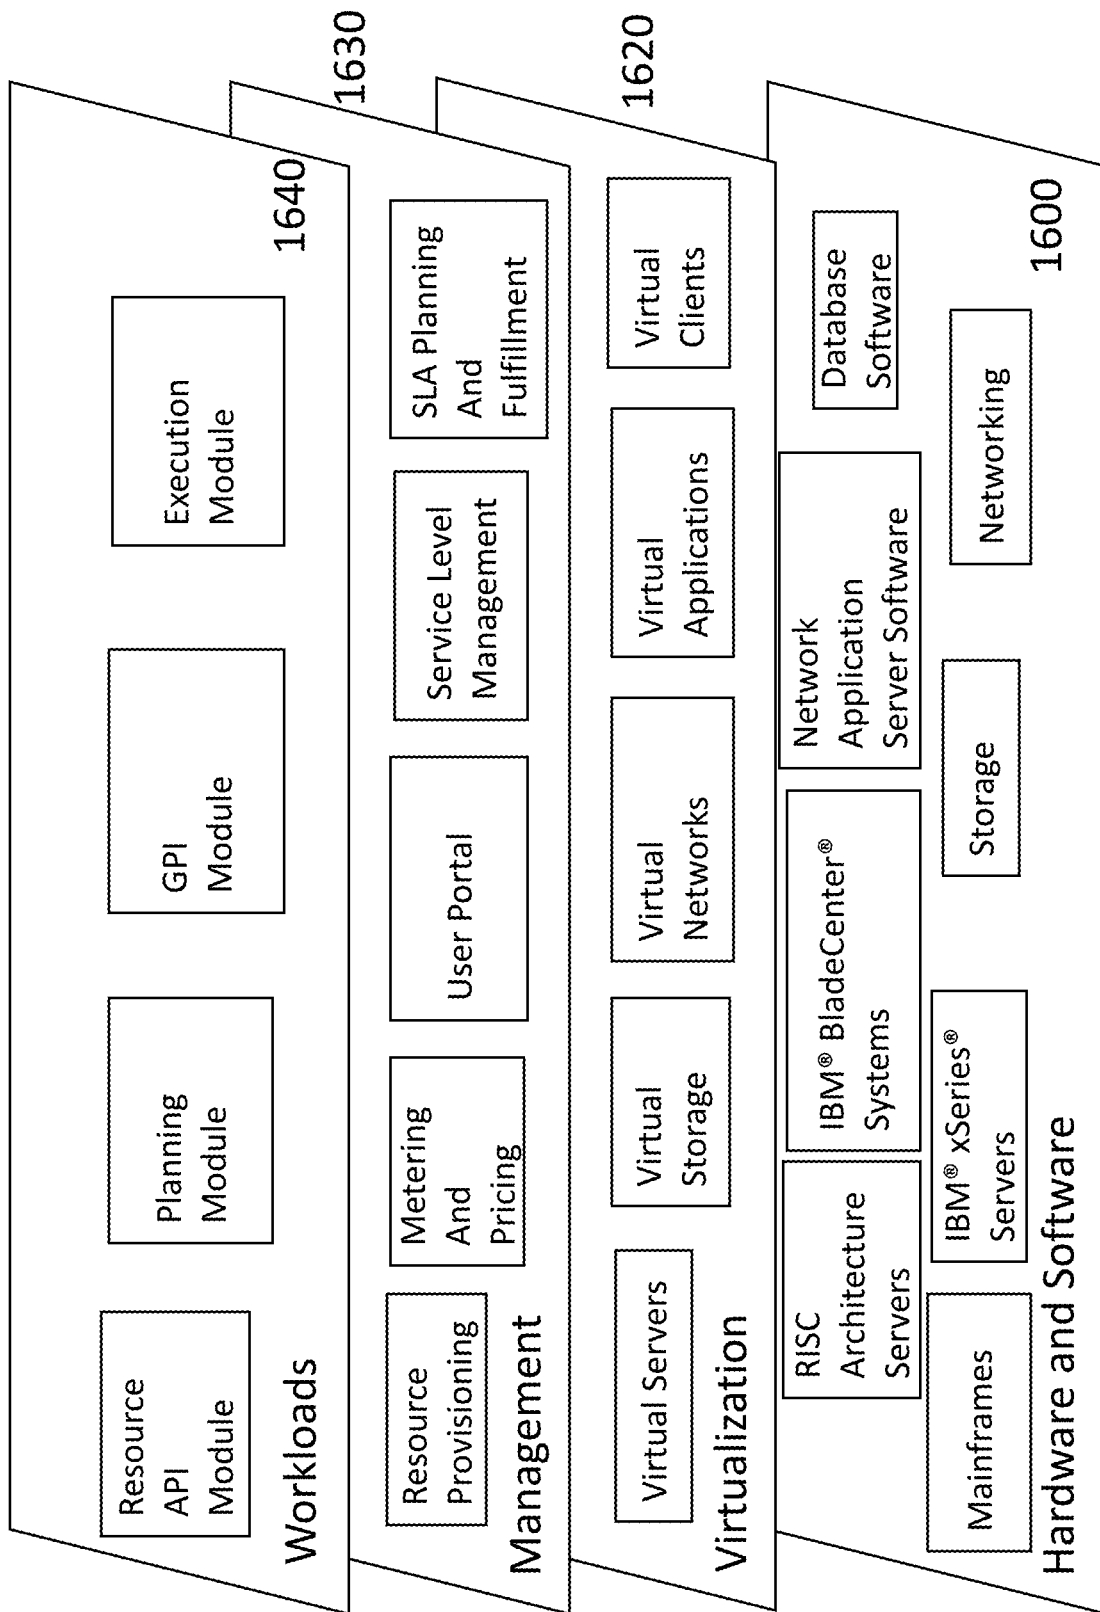 Resource
API
Module
Planning
Module
GPI
Module
Execution
Module
Workloads
1640
Resource
Provisioning
Metering
And
Pricing
User Portal
Service Level
Management
SLA Planning
And
Fulfillment
Management
1630
Virtual Servers
Virtual
Storage
Virtual
Networks
Virtual
Applications
Virtual
Clients
Virtualization
1620
RISC
Architecture
Servers
IBM® BladeCenter®
Systems
Network
Application
Server Software
Database
Software
Mainframes
IBM® xSeries®
Servers
Storage
Networking
Hardware and Software
1600